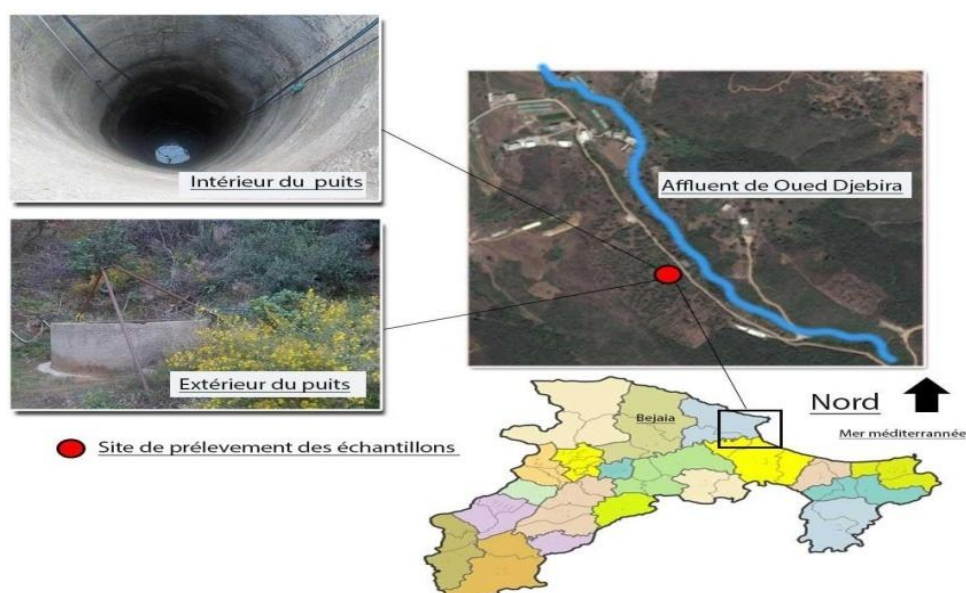 Intérieur du puits
Affluent de Oued Djebira
Extérieur du puits
Site de prélevement des échantillons
Bejaia
Nord
Mer méditerrannée